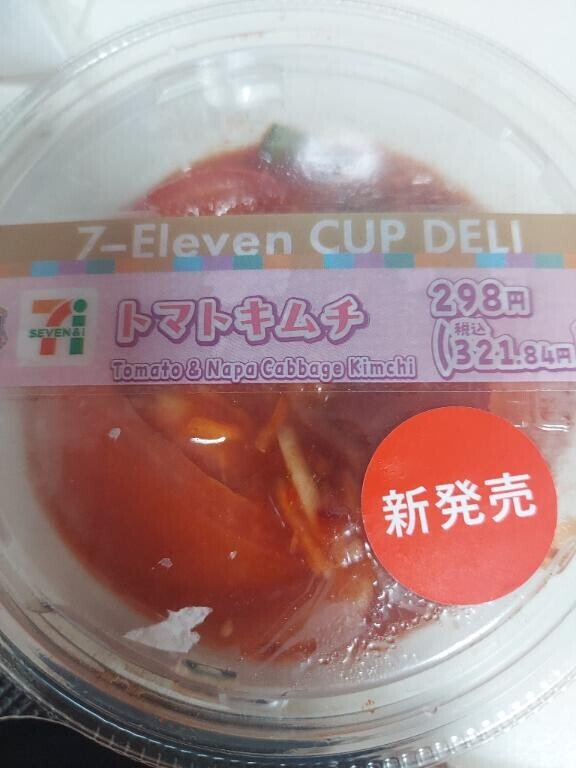 7-Eleven CUP DELI
SEVEN&i
トマトキムチ
298円
(税込
321.84円)
Tomato & Napa Cabbage Kimchi
新発売